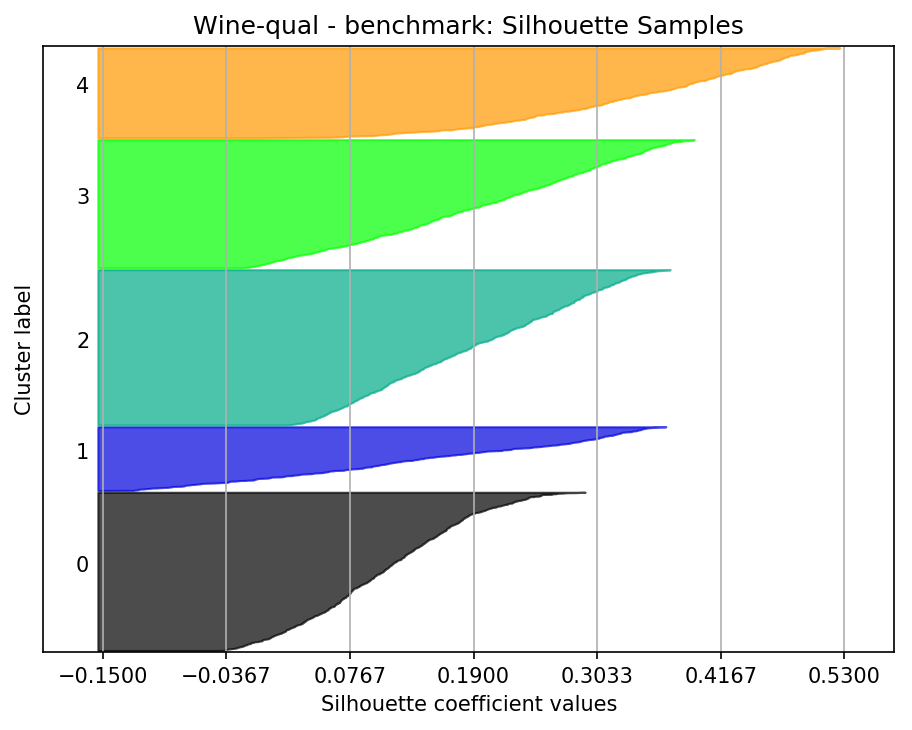 Wine-qual - benchmark: Silhouette Samples
4
3
2
1
0
Cluster label
−0.1500 −0.0367 0.0767 0.1900 0.3033 0.4167 0.5300
Silhouette coefficient values